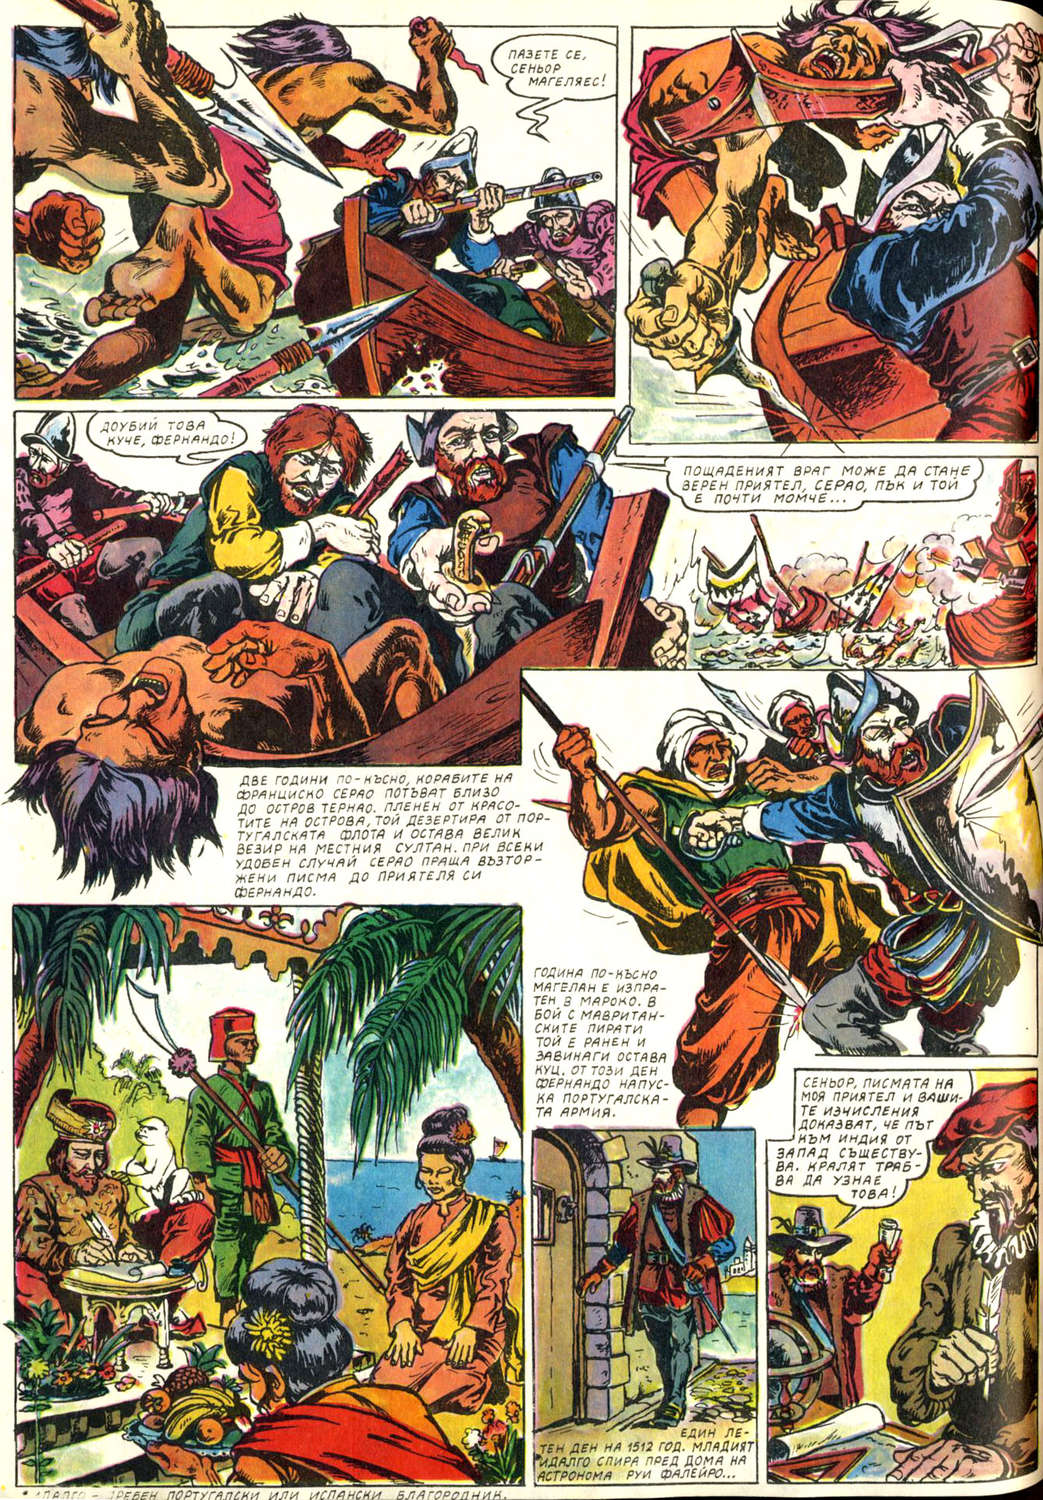 ПАЗЕТЕ СЕ,
СЕНЬОР
МАГЕЛЯЕС!
ДОУБИЙ ТОВА
КУЧЕ, ФЕРНАНДО!
ПОЩАДЕНИЯТ ВРАГ МОЖЕ ДА СТАНЕ
ВЕРЕН ПРИЯТЕЛ, СЕРАО, ПЪК И ТОЙ
Е ПОЧТИ МОМЧЕ...
ДВЕ ГОДИНИ ПО-КЪСНО, КОРАБИТЕ НА
ФРАНЦИСКО СЕРАО ПОТЪВАТ БЛИЗО
ДО ОСТРОВ ТЕРНАО. ПЛЕНЕН ОТ КРАСО-
ТИТЕ НА ОСТРОВА, ТОЙ ДЕЗЕРТИРА ОТ ПОР-
ТУГАЛСКАТА ФЛОТА И ОСТАВА ВЕЛИК
ВЕЗИР НА МЕСТНИЯ СУЛТАН. ПРИ ВСЕКИ
УДОБЕН СЛУЧАЙ СЕРАО ПРАЩА ВЪЗТОР-
ЖЕНИ ПИСМА ДО ПРИЯТЕЛЯ СИ
ФЕРНАНДО.
ГОДИНА ПО-КЪСНО
МАГЕЛАН Е ИЗПРА-
ТЕН В МАРОКО. В
БОЙ С МАВРИТАН-
СКИТЕ ПИРАТИ
ТОЙ Е РАНЕН И
ЗАВИНАГИ ОСТАВА
КУЦ. ОТ ТОЗИ ДЕН
ФЕРНАНДО НАПУС-
КА ПОРТУГАЛСКА-
ТА АРМИЯ.
ЕДИН ЛЕ-
ТЕН ДЕН НА 1512 ГОД. МЛАДИЯТ
*ИДАЛГО СПИРА ПРЕД ДОМА НА
АСТРОНОМА РУИ ФАЛЕЙРО...
СЕНЬОР, ПИСМАТА НА
МОЯ ПРИЯТЕЛ И ВАШИ-
ТЕ ИЗЧИСЛЕНИЯ
ДОКАЗВАТ, ЧЕ ПЪТ
КЪМ ИНДИЯ ОТ
ЗАПАД СЪЩЕСТВУ-
ВА. КРАЛЯТ ТРЯБ-
ВА ДА УЗНАЕ
ТОВА!
* ИДАЛГО - ДРЕБЕН ПОРТУГАЛСКИ ИЛИ ИСПАНСКИ БЛАГОРОДНИК.